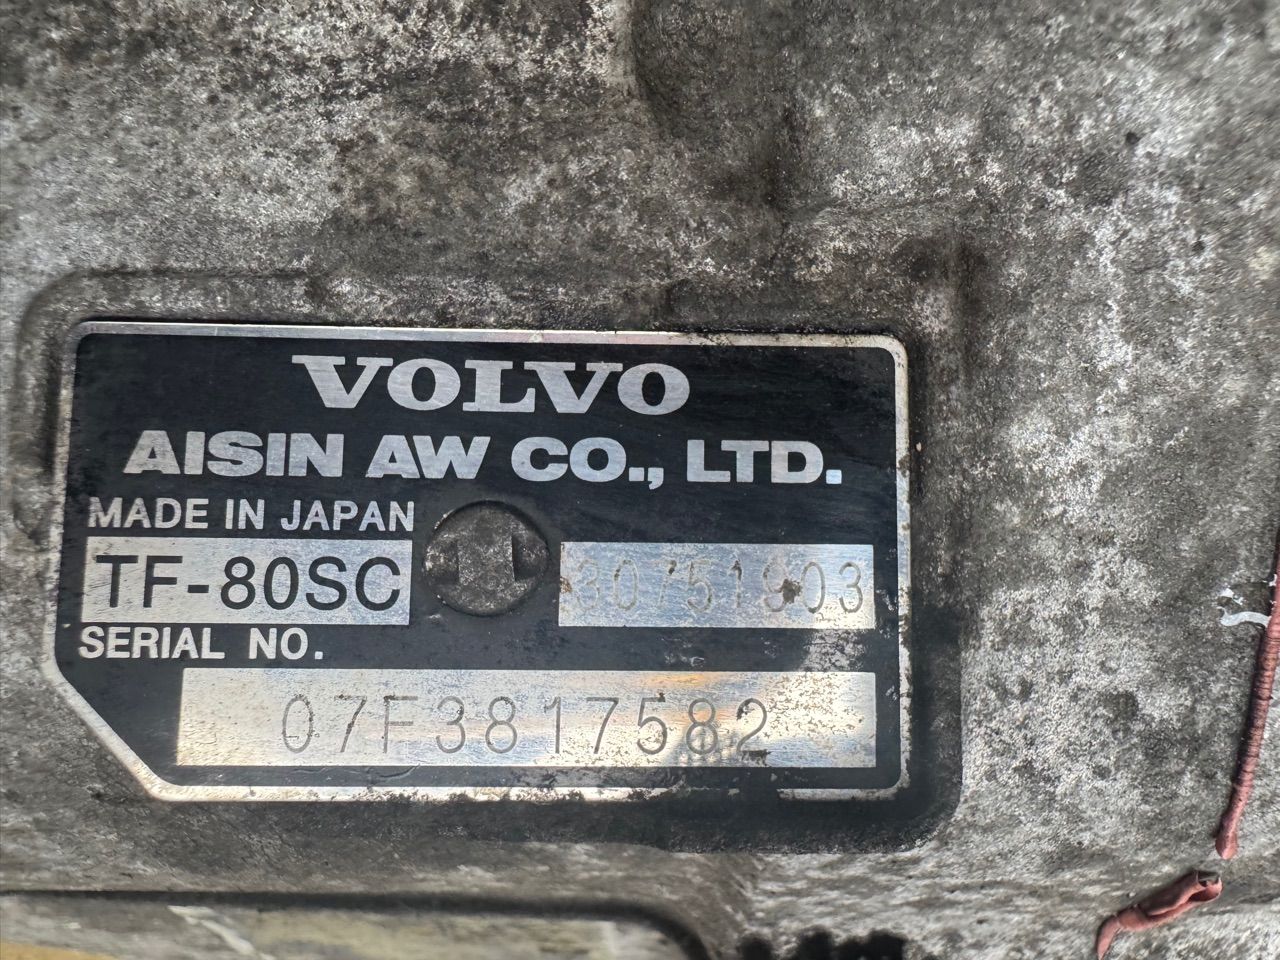 VOLVO
AISIN AW CO., LTD.
MADE IN JAPAN
TF-80SC 30751903
SERIAL NO.
07F3817582